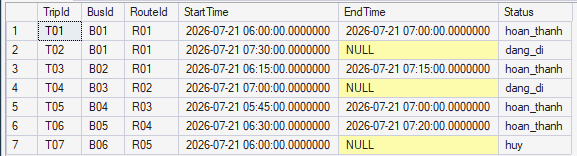 TripId BusId RouteId StartTime EndTime Status
1 T01 B01 R01 2026-07-21 06:00:00.0000000 2026-07-21 07:00:00.0000000 hoan_thanh
2 T02 B01 R01 2026-07-21 07:30:00.0000000 NULL dang_di
3 T03 B02 R01 2026-07-21 06:15:00.0000000 2026-07-21 07:15:00.0000000 hoan_thanh
4 T04 B03 R02 2026-07-21 07:00:00.0000000 NULL dang_di
5 T05 B04 R03 2026-07-21 05:45:00.0000000 2026-07-21 07:00:00.0000000 hoan_thanh
6 T06 B05 R04 2026-07-21 06:30:00.0000000 2026-07-21 07:20:00.0000000 hoan_thanh
7 T07 B06 R05 2026-07-21 06:00:00.0000000 NULL huy